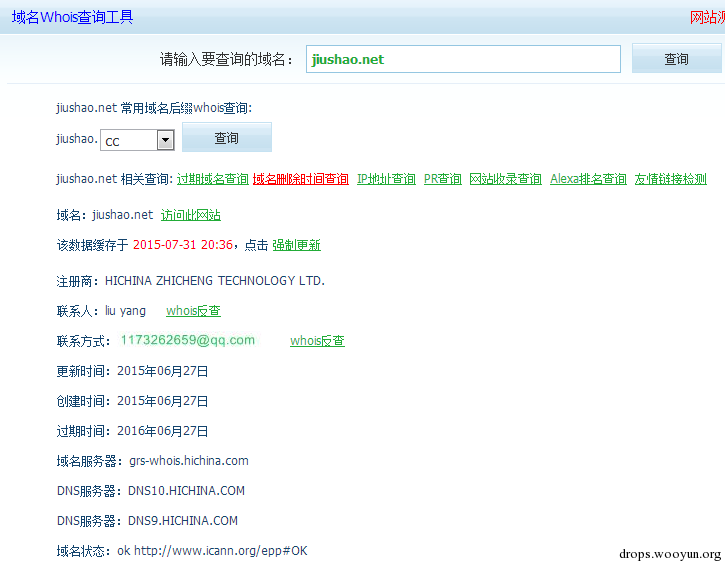 域名Whois查询工具 网站测
请输入要查询的域名： jiushao.net 查询
jiushao.net 常用域名后缀whois查询:
jiushao. cc 查询
jiushao.net 相关查询: 过期域名查询 域名删除时间查询 IP地址查询 PR查询 网站收录查询 Alexa排名查询 友情链接检测
域名：jiushao.net 访问此网站
该数据缓存于 2015-07-31 20:36，点击 强制更新
注册商：HICHINA ZHICHENG TECHNOLOGY LTD.
联系人：liu yang whois反查
联系方式： 1173262659@qq.com whois反查
更新时间：2015年06月27日
创建时间：2015年06月27日
过期时间：2016年06月27日
域名服务器：grs-whois.hichina.com
DNS服务器：DNS10.HICHINA.COM
DNS服务器：DNS9.HICHINA.COM
域名状态：ok http://www.icann.org/epp#OK
drops.wooyun.org